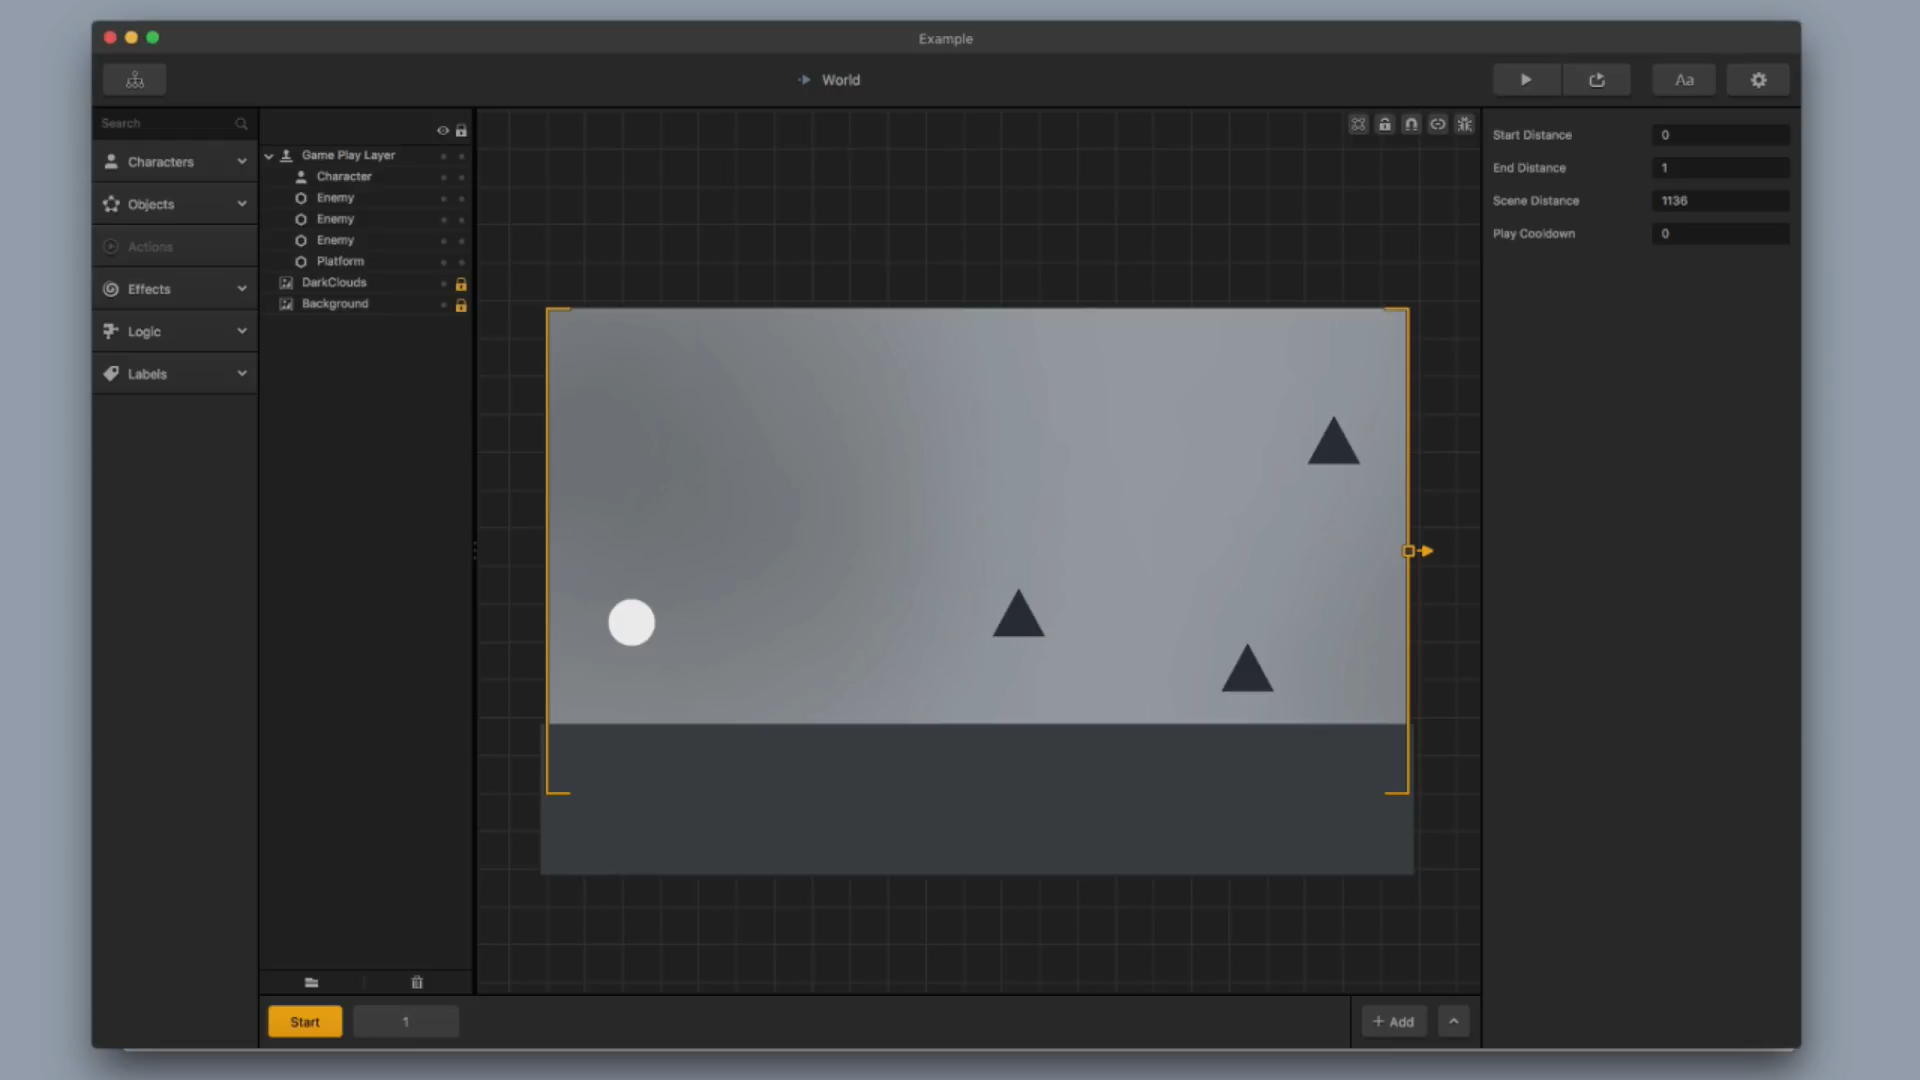 Example
World
Aa
Search
Characters
Objects
Actions
Effects
Logic
Labels
Game Play Layer
Character
Enemy
Enemy
Enemy
Platform
DarkClouds
Background
Start Distance 0
End Distance 1
Scene Distance 1136
Play Cooldown 0
Start
1
+ Add